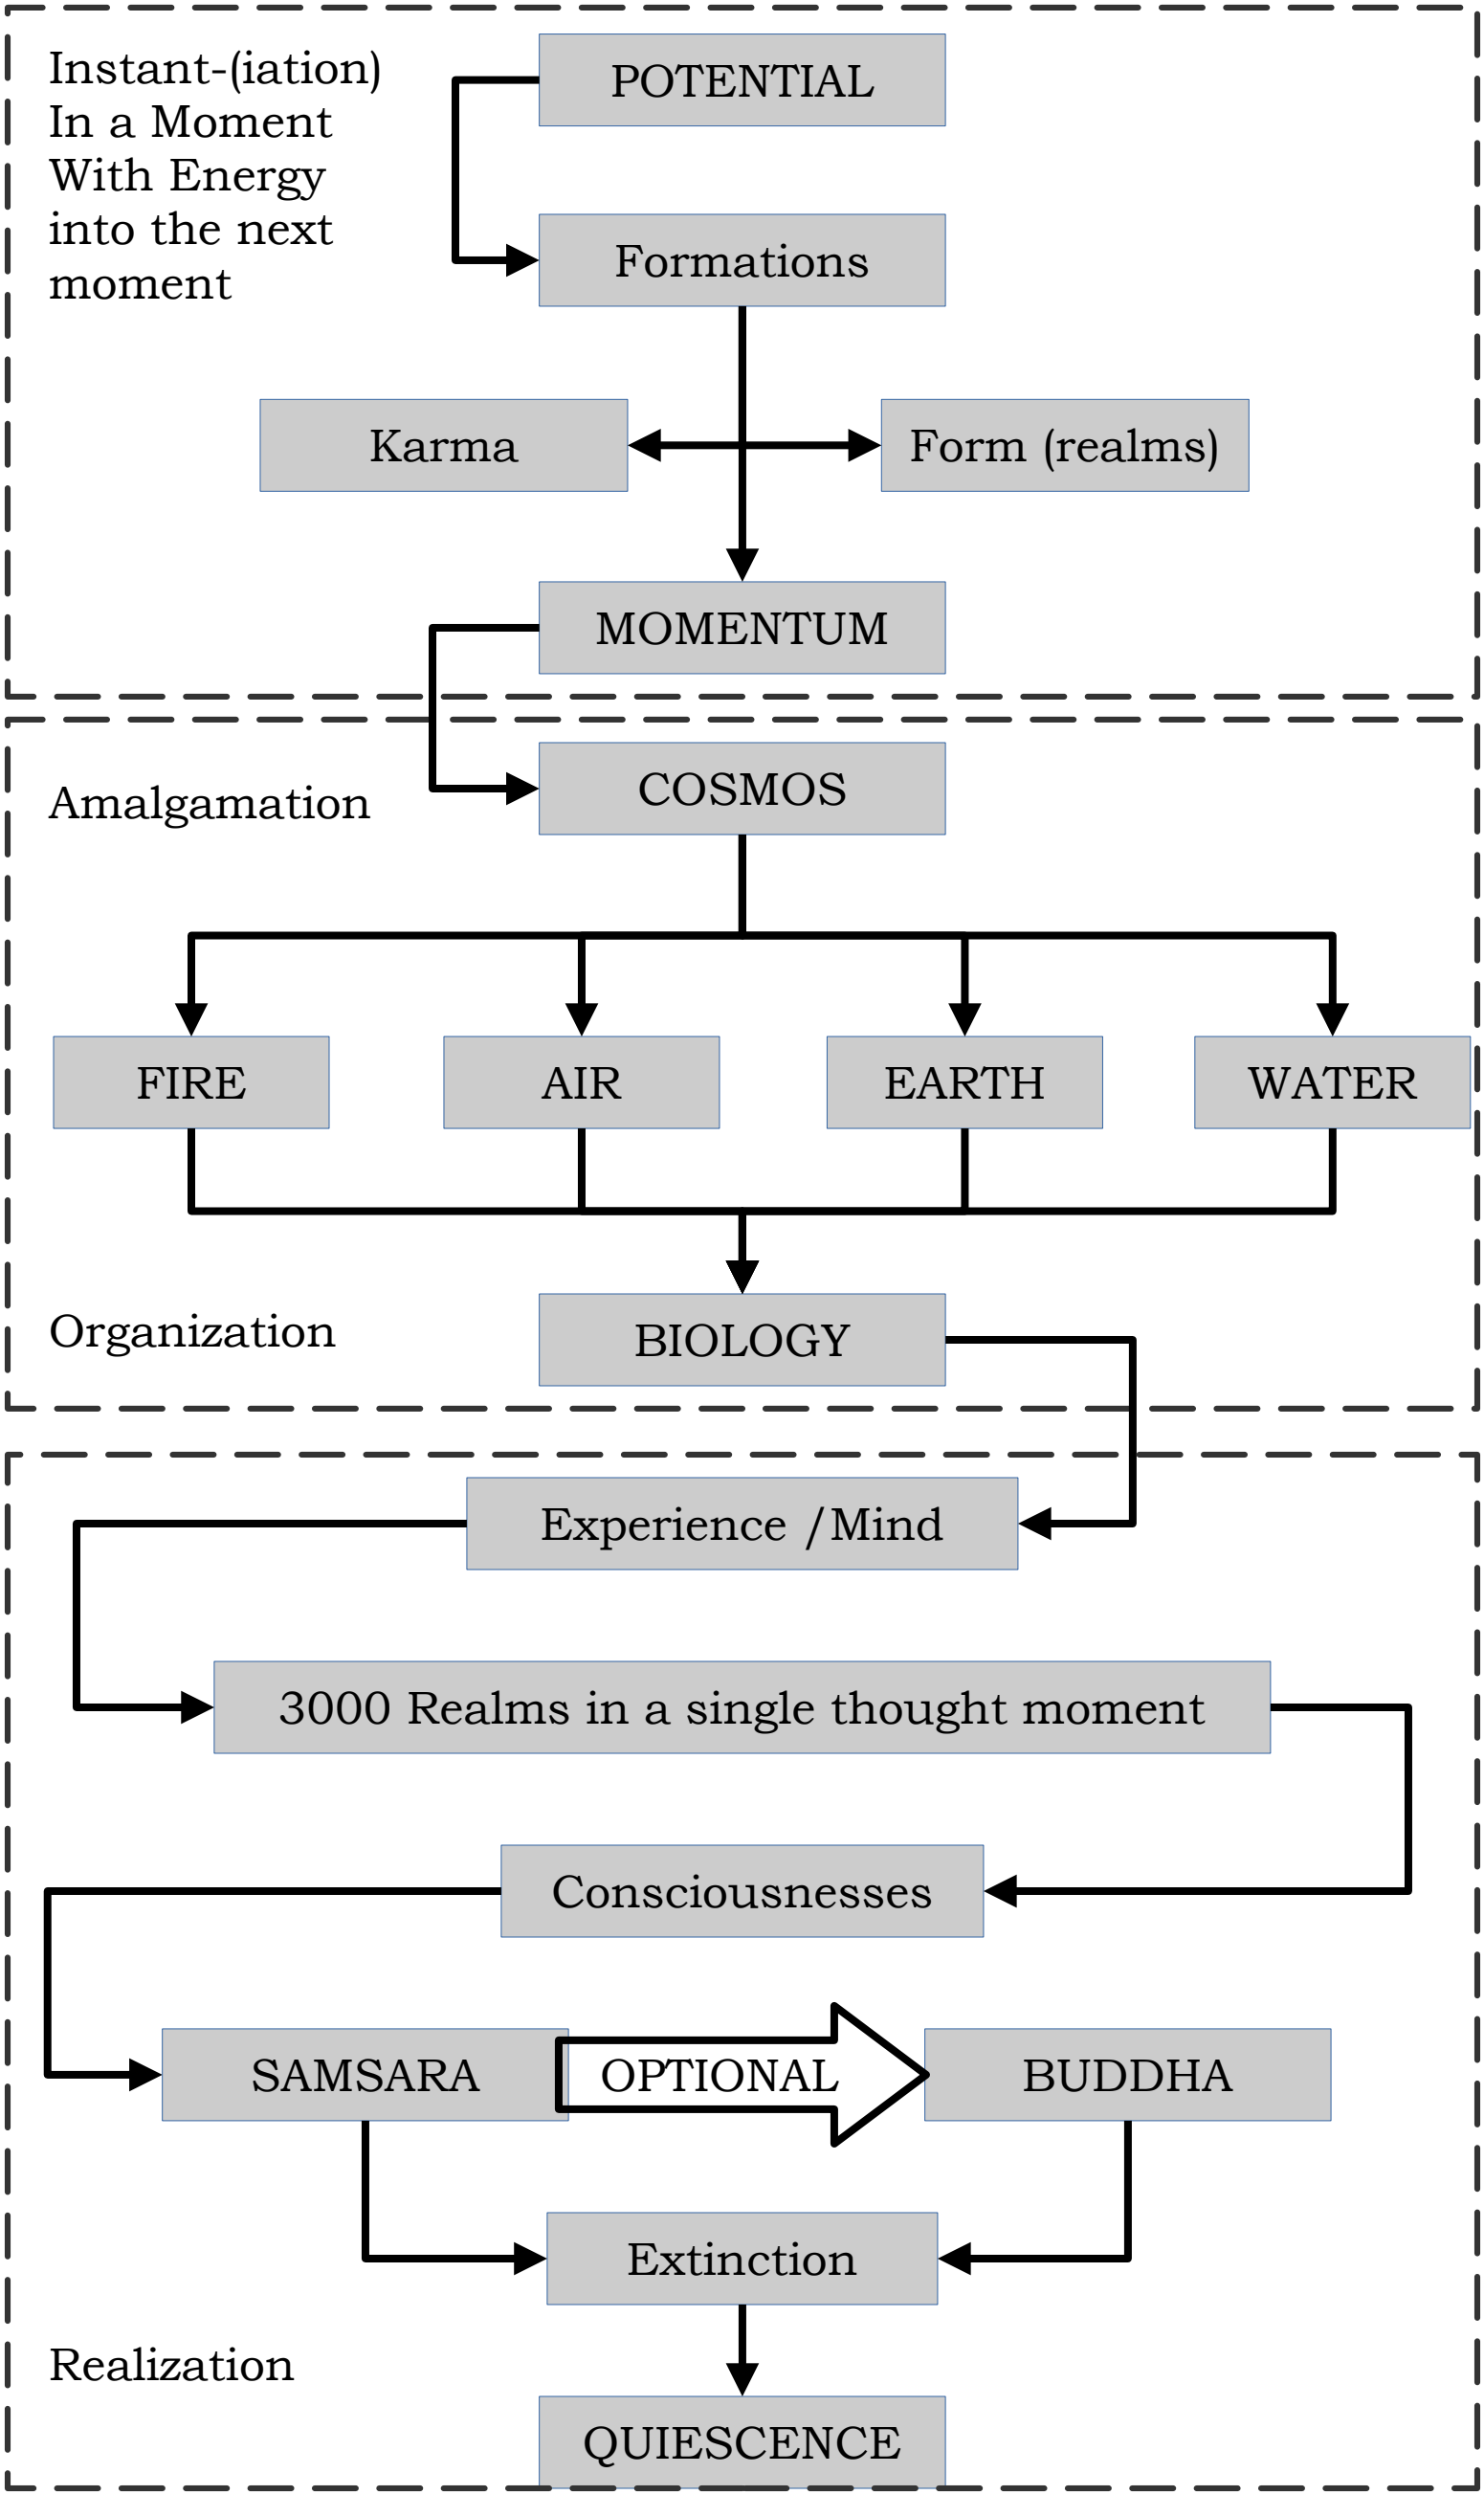 Instant-(iation)
In a Moment
With Energy
into the next
moment
POTENTIAL
Formations
Karma
Form (realms)
MOMENTUM
Amalgamation
COSMOS
FIRE
AIR
EARTH
WATER
Organization
BIOLOGY
Experience /Mind
3000 Realms in a single thought moment
Consciousnesses
SAMSARA
OPTIONAL
BUDDHA
Extinction
Realization
QUIESCENCE